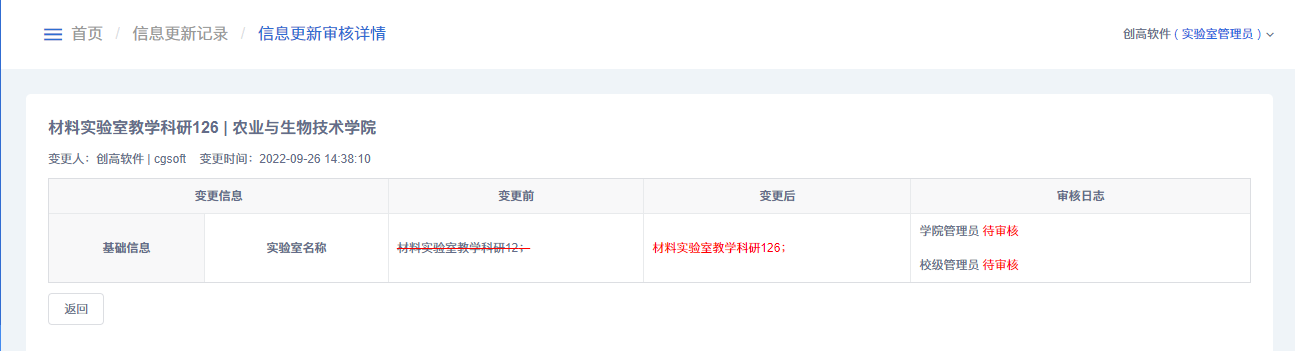 首页 / 信息更新记录 / 信息更新审核详情
创高软件 ( 实验室管理员 )
材料实验室教学科研126 | 农业与生物技术学院
变更人：创高软件 | cgsoft 变更时间：2022-09-26 14:38:10
变更信息 变更前 变更后 审核日志
基础信息 实验室名称 材料实验室教学科研12； 材料实验室教学科研126；
学院管理员 待审核
校级管理员 待审核
返回